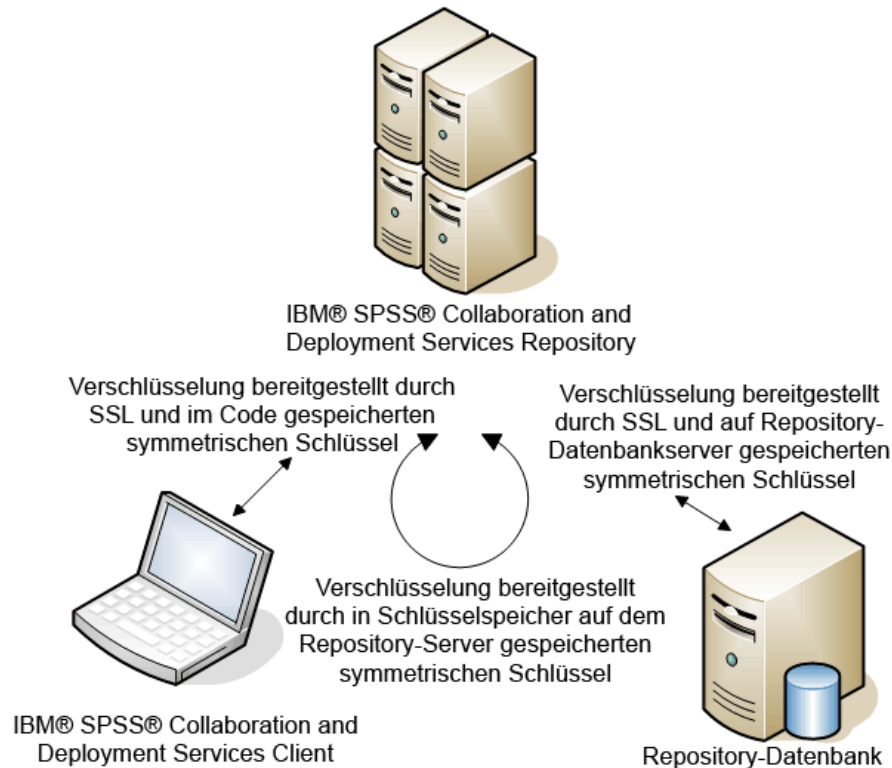 IBM® SPSS® Collaboration and
Deployment Services Repository
Verschlüsselung bereitgestellt durch
SSL und im Code gespeicherten
symmetrischen Schlüssel
Verschlüsselung bereitgestellt
durch SSL und auf Repository-
Datenbankserver gespeicherten
symmetrischen Schlüssel
Verschlüsselung bereitgestellt
durch in Schlüsselspeicher auf dem
Repository-Server gespeicherten
symmetrischen Schlüssel
IBM® SPSS® Collaboration and
Deployment Services Client
Repository-Datenbank